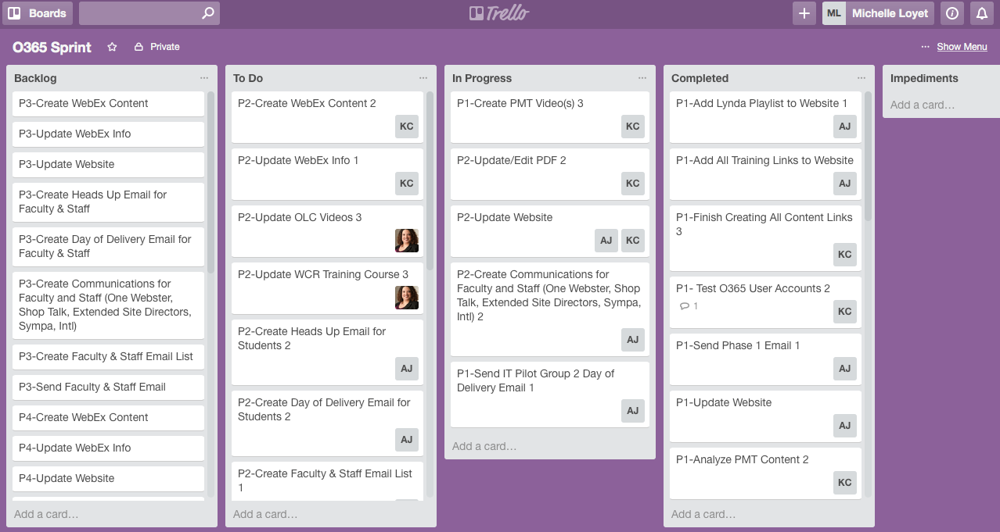 Boards
Trello
ML Michelle Loyet
O365 Sprint
Private
... Show Menu
Backlog
...
P3-Create WebEx Content
P3-Update WebEx Info
P3-Update Website
P3-Create Heads Up Email for
Faculty & Staff
P3-Create Day of Delivery Email for
Faculty & Staff
P3-Create Communications for
Faculty and Staff (One Webster,
Shop Talk, Extended Site Directors,
Sympa, Intl)
P3-Create Faculty & Staff Email List
P3-Send Faculty & Staff Email
P4-Create WebEx Content
P4-Update WebEx Info
P4-Update Website
Add a card…
To Do
...
P2-Create WebEx Content 2
KC
P2-Update WebEx Info 1
KC
P2-Update OLC Videos 3
P2-Update WCR Training Course 3
P2-Create Heads Up Email for
Students 2
AJ
P2-Create Day of Delivery Email for
Students 2
AJ
P2-Create Faculty & Staff Email List
1
Add a card…
In Progress
...
P1-Create PMT Video(s) 3
KC
P2-Update/Edit PDF 2
KC
P2-Update Website
AJ KC
P2-Create Communications for
Faculty and Staff (One Webster, Shop
Talk, Extended Site Directors, Sympa,
Intl) 2
AJ
P1-Send IT Pilot Group 2 Day of
Delivery Email 1
AJ
Add a card…
Completed
...
P1-Add Lynda Playlist to Website 1
AJ
P1-Add All Training Links to Website
AJ
P1-Finish Creating All Content Links
3
KC
P1- Test O365 User Accounts 2
1
KC
P1-Send Phase 1 Email 1
AJ
P1-Update Website
AJ
P1-Analyze PMT Content 2
KC
Add a card…
Impediments
Add a card…